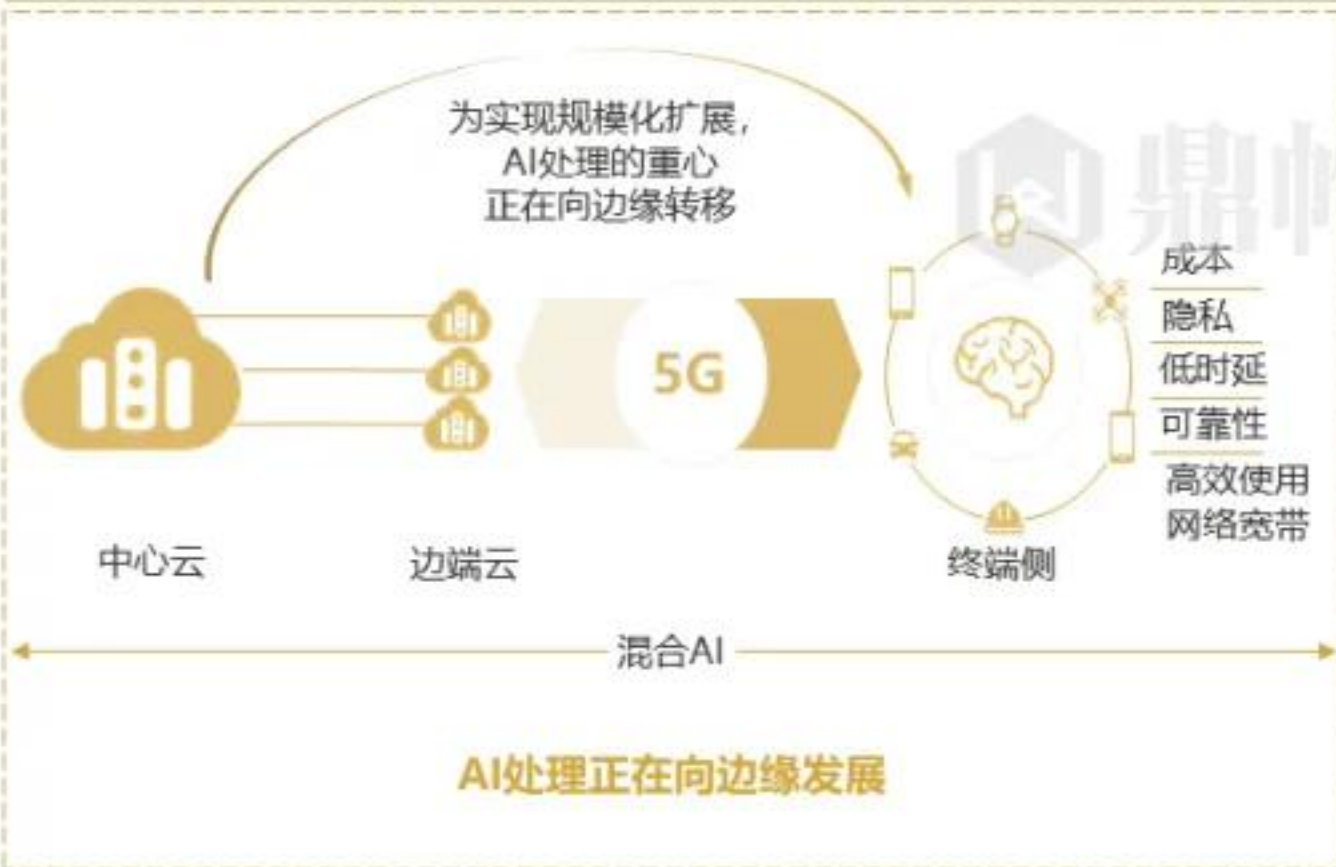 为实现规模化扩展，
AI处理的重心
正在向边缘转移
鼎帷
成本
隐私
低时延
可靠性
高效使用
网络宽带
5G
中心云
边端云
终端侧
混合AI
AI处理正在向边缘发展